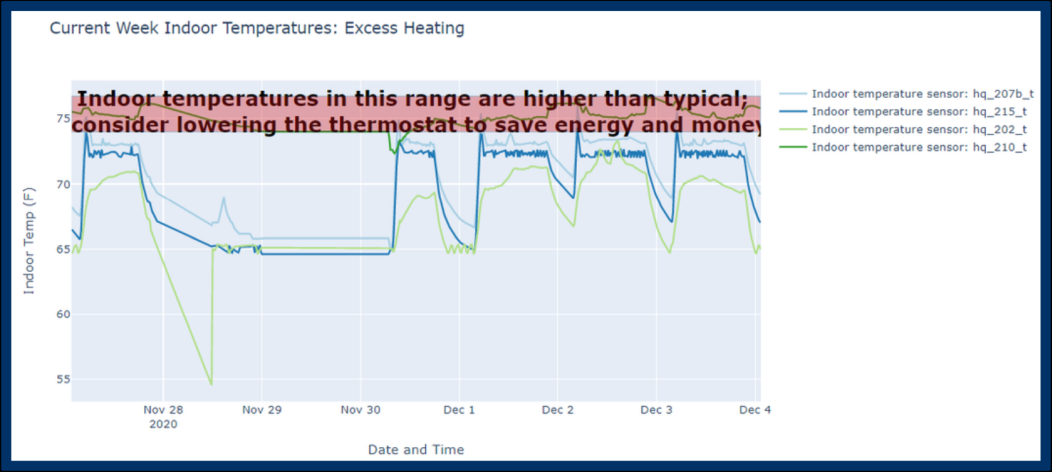 Current Week Indoor Temperatures: Excess Heating
Indoor temperatures in this range are higher than typical;
consider lowering the thermostat to save energy and money
75
70
65
60
55
Indoor Temp (F)
Nov 28
2020
Nov 29
Nov 30
Dec 1
Dec 2
Dec 3
Dec 4
Date and Time
Indoor temperature sensor: hq_207b_t
Indoor temperature sensor: hq_215_t
Indoor temperature sensor: hq_202_t
Indoor temperature sensor: hq_210_t